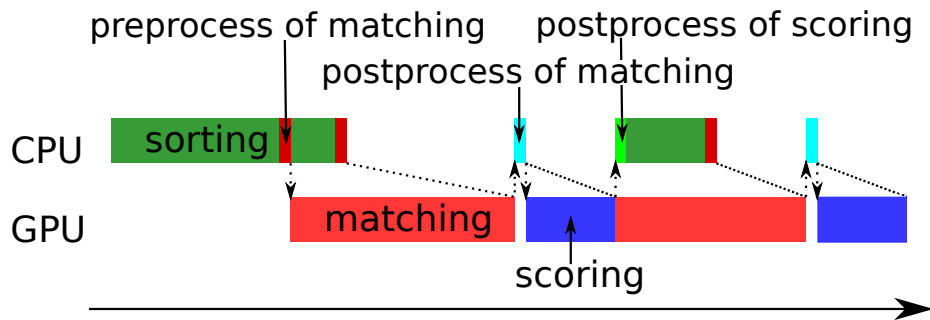 preprocess of matching
postprocess of scoring
postprocess of matching
CPU
sorting
GPU
matching
scoring